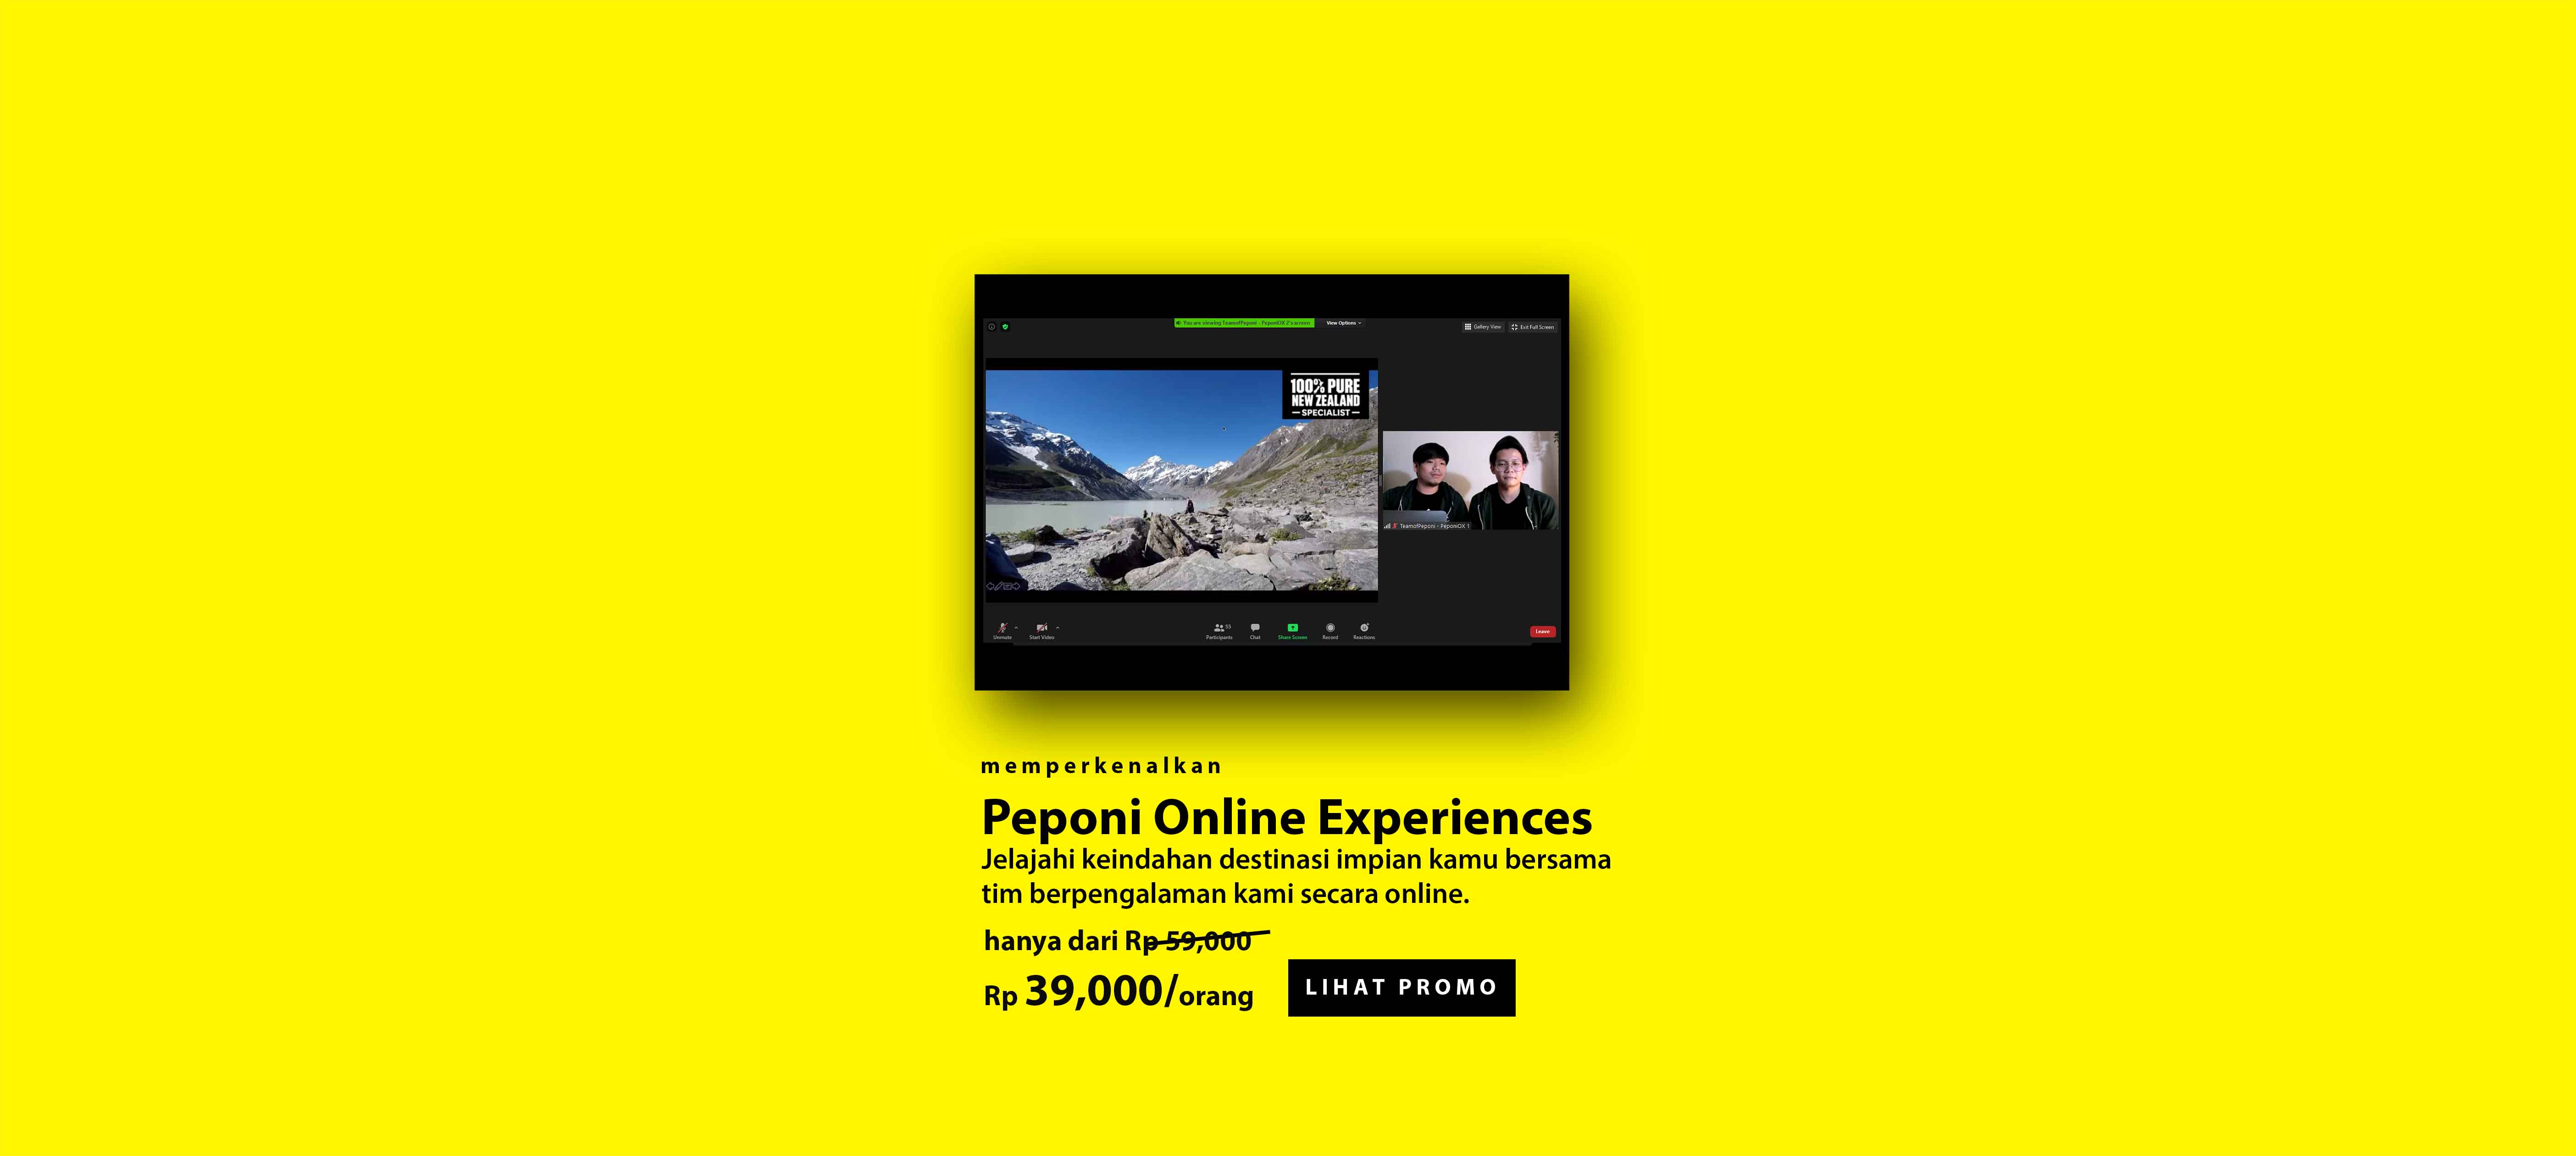 You are viewing TeamofPeponi - PeponiOX 2's screen
View Options
Gallery View
Exit Full Screen
100% PURE
NEW ZEALAND
SPECIALIST
TeamofPeponi - PeponiOX 1
Unmute
Start Video
Participants
55
Chat
Share Screen
Record
Reactions
Leave
memperkenalkan
Peponi Online Experiences
Jelajahi keindahan destinasi impian kamu bersama
tim berpengalaman kami secara online.
hanya dari Rp 59,000
Rp 39,000/orang
LIHAT PROMO